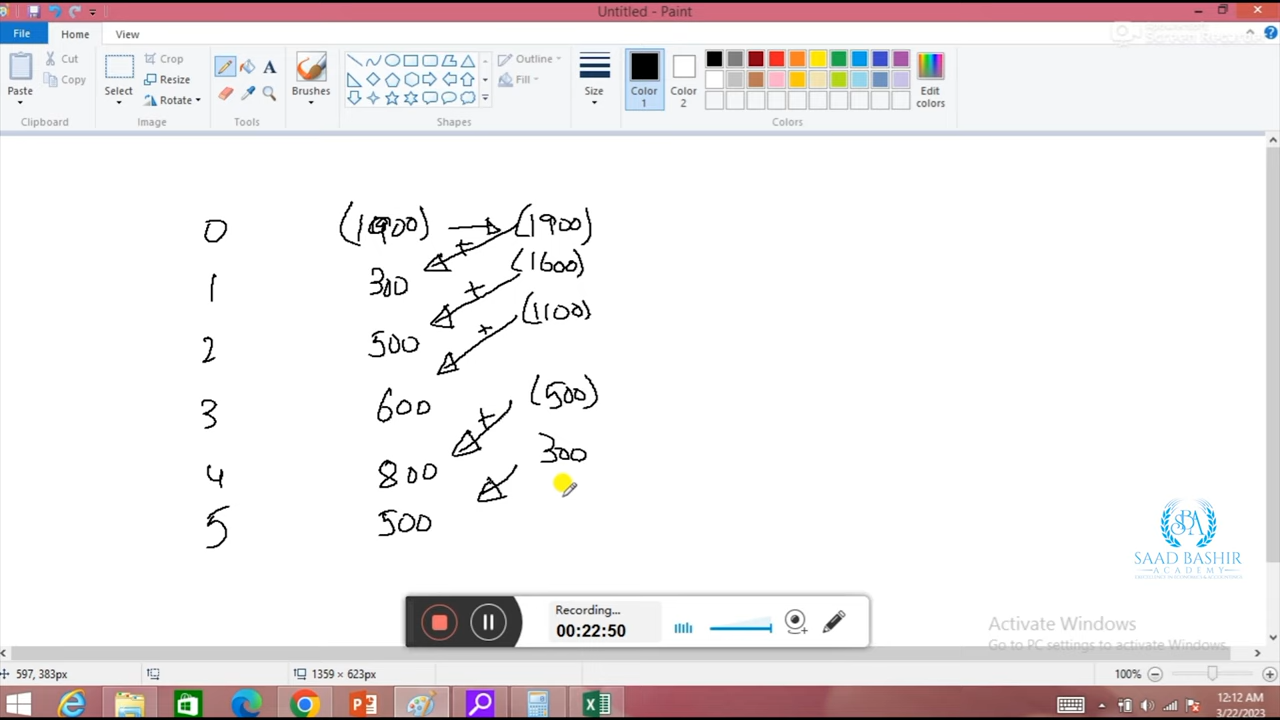 Untitled - Paint
File Home View
Paste Cut Copy
Clipboard
Select Crop Resize Rotate
Image
Tools
Brushes
Outline Fill
Shapes
Size
Color 1
Color 2
Edit colors
Colors
0 (1900) (1900)
+
1 300 (1600)
+
2 500 (1100)
+
3 600 (500)
+
4 800 300
5 500
SBA
SAAD BASHIR
ACADEMY
Recording...
00:22:50
Activate Windows
Go to PC settings to activate Windows.
597, 383px 1359 × 623px 100%
12:12 AM
3/22/2023